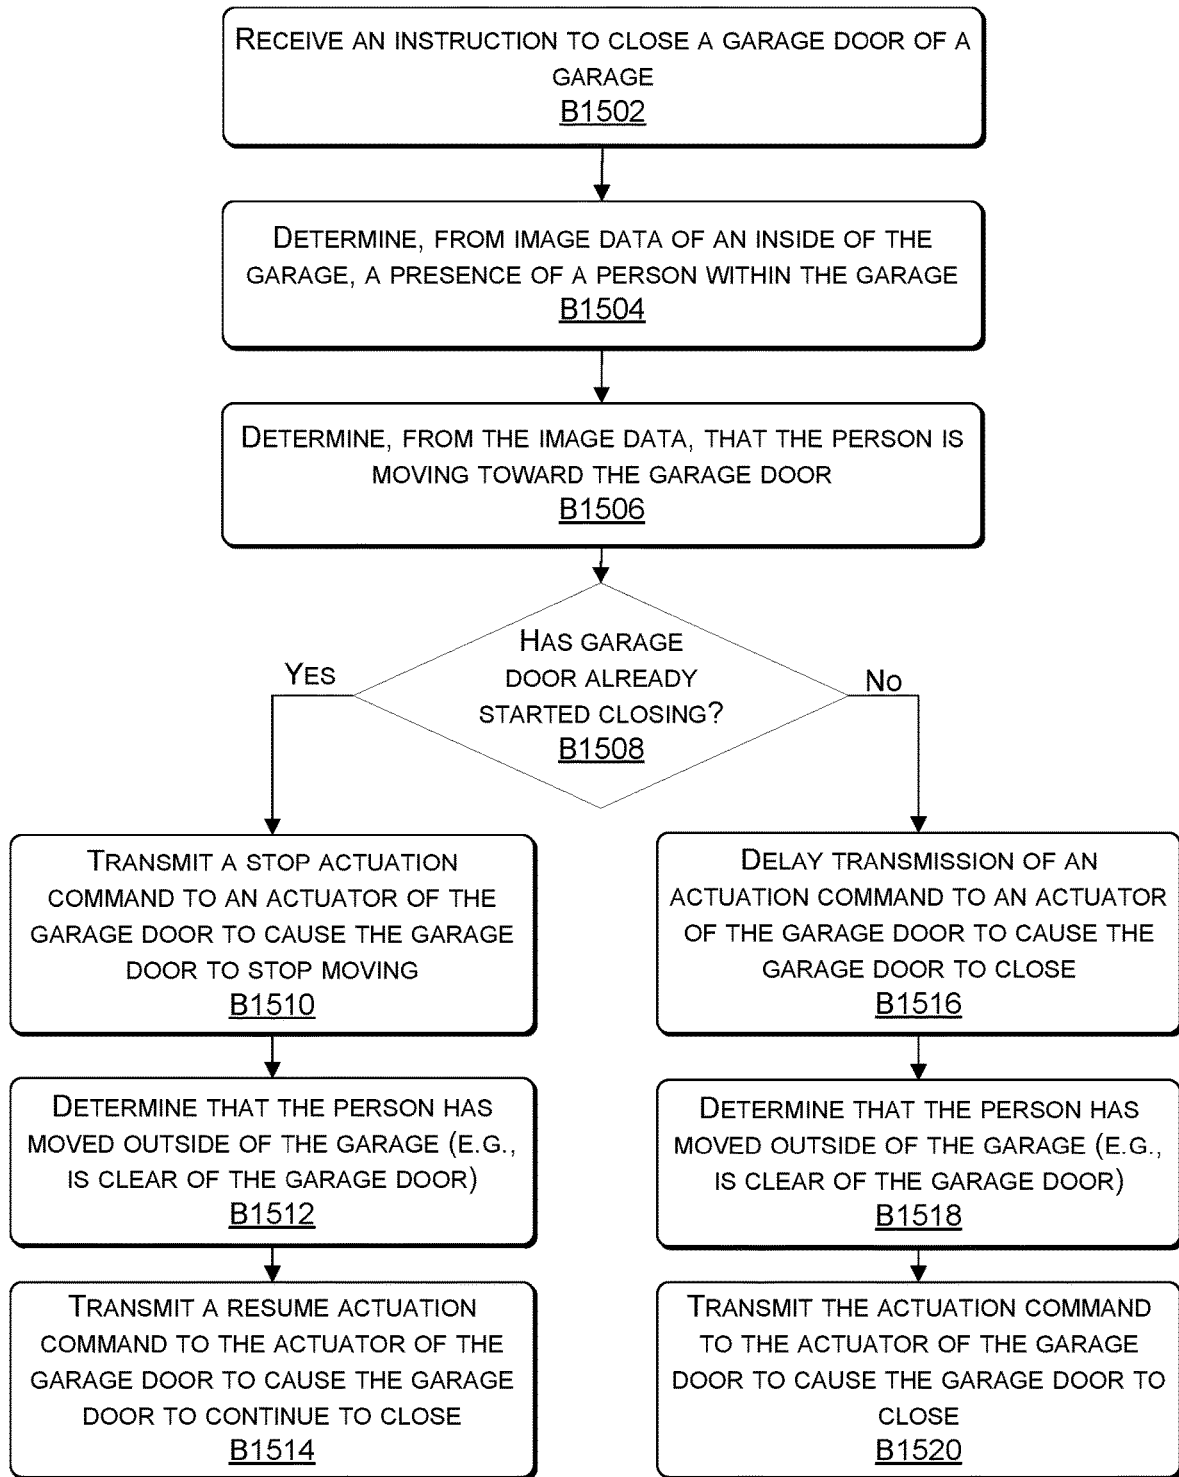 RECEIVE AN INSTRUCTION TO CLOSE A GARAGE DOOR OF A
GARAGE
B1502
DETERMINE, FROM IMAGE DATA OF AN INSIDE OF THE
GARAGE, A PRESENCE OF A PERSON WITHIN THE GARAGE
B1504
DETERMINE, FROM THE IMAGE DATA, THAT THE PERSON IS
MOVING TOWARD THE GARAGE DOOR
B1506
HAS GARAGE
DOOR ALREADY
STARTED CLOSING?
B1508
YES
NO
TRANSMIT A STOP ACTUATION
COMMAND TO AN ACTUATOR OF THE
GARAGE DOOR TO CAUSE THE GARAGE
DOOR TO STOP MOVING
B1510
DETERMINE THAT THE PERSON HAS
MOVED OUTSIDE OF THE GARAGE (E.G.,
IS CLEAR OF THE GARAGE DOOR)
B1512
TRANSMIT A RESUME ACTUATION
COMMAND TO THE ACTUATOR OF THE
GARAGE DOOR TO CAUSE THE GARAGE
DOOR TO CONTINUE TO CLOSE
B1514
DELAY TRANSMISSION OF AN
ACTUATION COMMAND TO AN ACTUATOR
OF THE GARAGE DOOR TO CAUSE THE
GARAGE DOOR TO CLOSE
B1516
DETERMINE THAT THE PERSON HAS
MOVED OUTSIDE OF THE GARAGE (E.G.,
IS CLEAR OF THE GARAGE DOOR)
B1518
TRANSMIT THE ACTUATION COMMAND
TO THE ACTUATOR OF THE GARAGE
DOOR TO CAUSE THE GARAGE DOOR TO
CLOSE
B1520